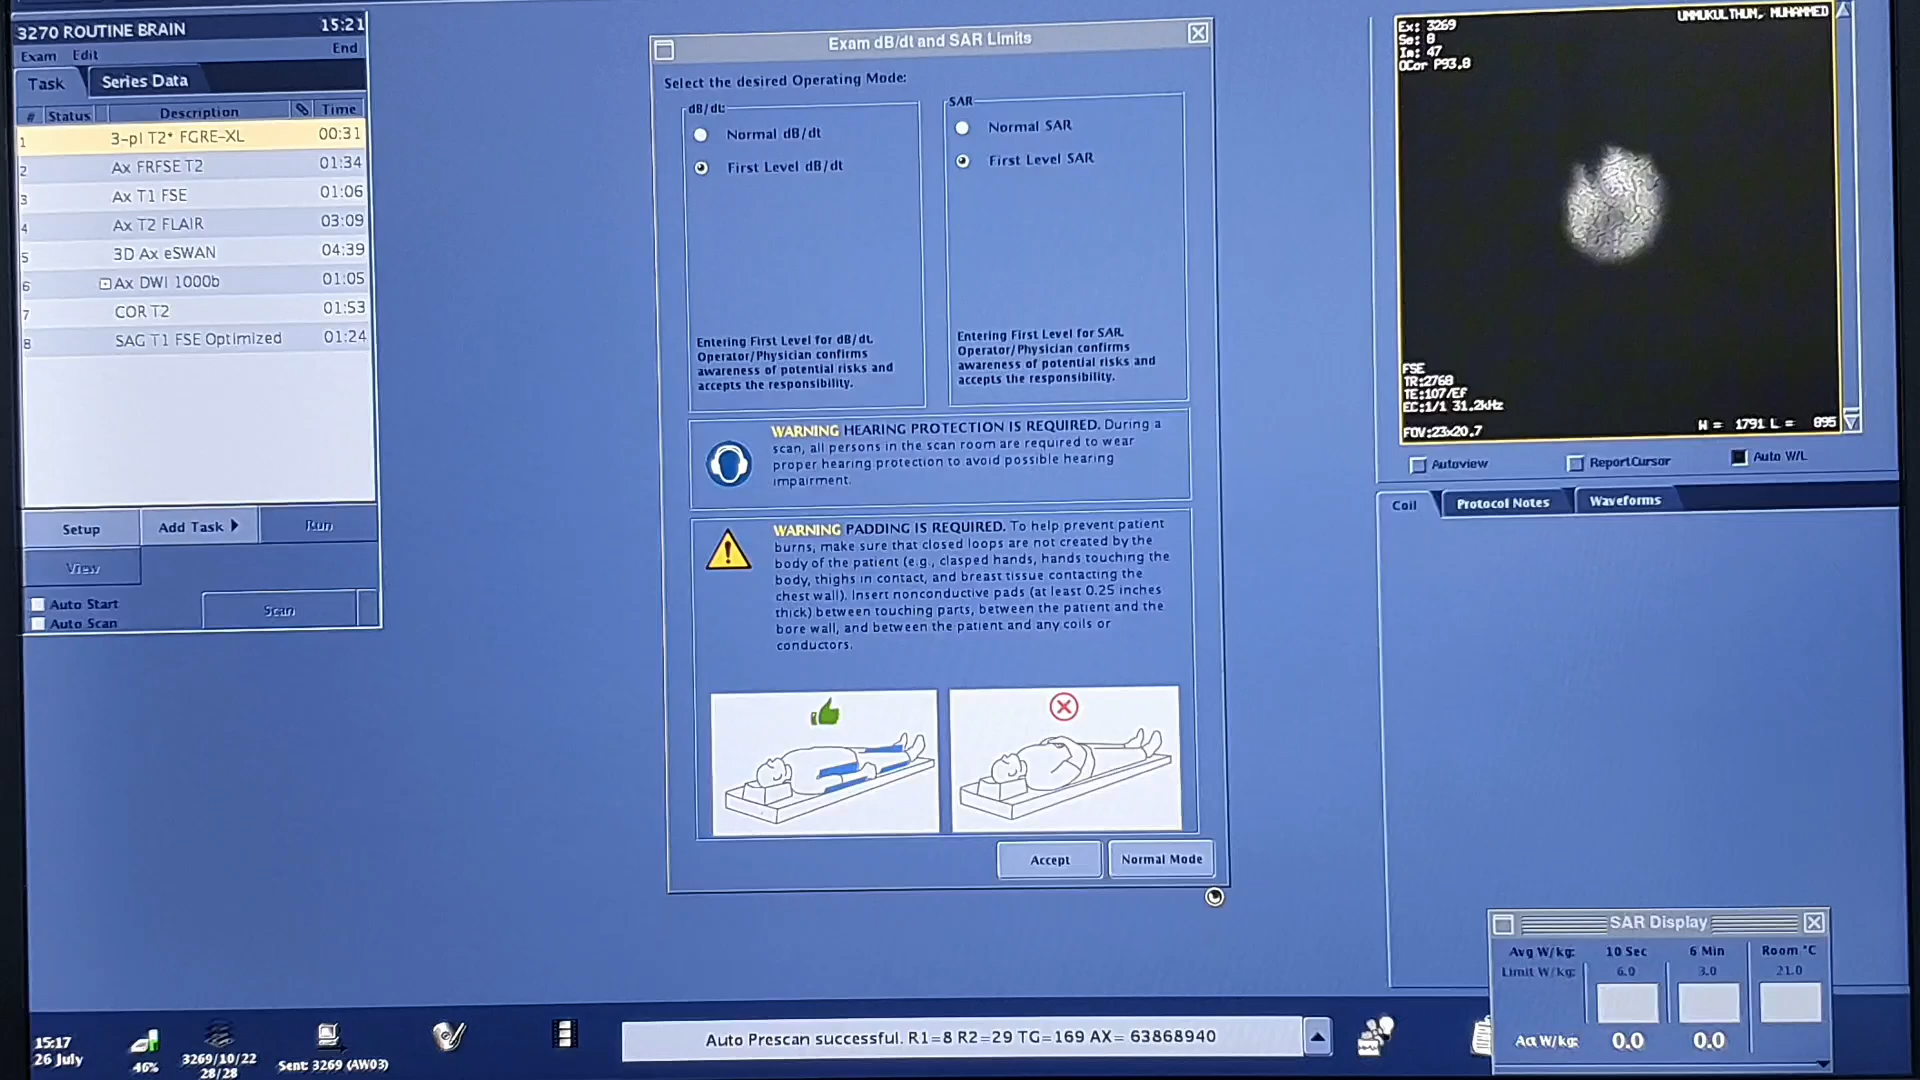 3270 ROUTINE BRAIN 15:21
Exam Edit End
Task Series Data
# Status Description Time
1 3-pl T2* FGRE-XL 00:31
2 Ax FRFSE T2 01:34
3 Ax T1 FSE 01:06
4 Ax T2 FLAIR 03:09
5 3D Ax eSWAN 04:39
6 Ax DWI 1000b 01:05
7 COR T2 01:53
8 SAG T1 FSE Optimized 01:24
Setup Add Task Run
View
Auto Start
Auto Scan
Scan
Exam dB/dt and SAR Limits
Select the desired Operating Mode:
dB/dt:
Normal dB/dt
First Level dB/dt
Entering First Level for dB/dt.
Operator/Physician confirms
awareness of potential risks and
accepts the responsibility.
SAR
Normal SAR
First Level SAR
Entering First Level for SAR.
Operator/Physician confirms
awareness of potential risks and
accepts the responsibility.
WARNING HEARING PROTECTION IS REQUIRED. During a
scan, all persons in the scan room are required to wear
proper hearing protection to avoid possible hearing
impairment.
WARNING PADDING IS REQUIRED. To help prevent patient
burns, make sure that closed loops are not created by the
body of the patient (e.g., clasped hands, hands touching the
body, thighs in contact, and breast tissue contacting the
chest wall). Insert nonconductive pads (at least 0.25 inches
thick) between touching parts, between the patient and the
bore wall, and between the patient and any coils or
conductors.
Accept Normal Mode
UMMUKULTHUM, MUHAMMED
Ex: 3269
Se: 8
Im: 47
OCor P93.8
FSE
TR:2768
TE:107/Ef
EC:1/1 31.2kHz
FOV:23x20.7
W = 1791 L = 895
Autoview ReportCursor Auto W/L
Coil Protocol Notes Waveforms
SAR Display
Avg W/kg: 10 Sec 6 Min Room °C
Limit W/kg: 6.0 3.0 21.0
Act W/kg: 0.0 0.0
15:17
26 July
46%
3269/10/22
28/28
Sent: 3269 (AW03)
Auto Prescan successful. R1=8 R2=29 TG=169 AX= 63868940